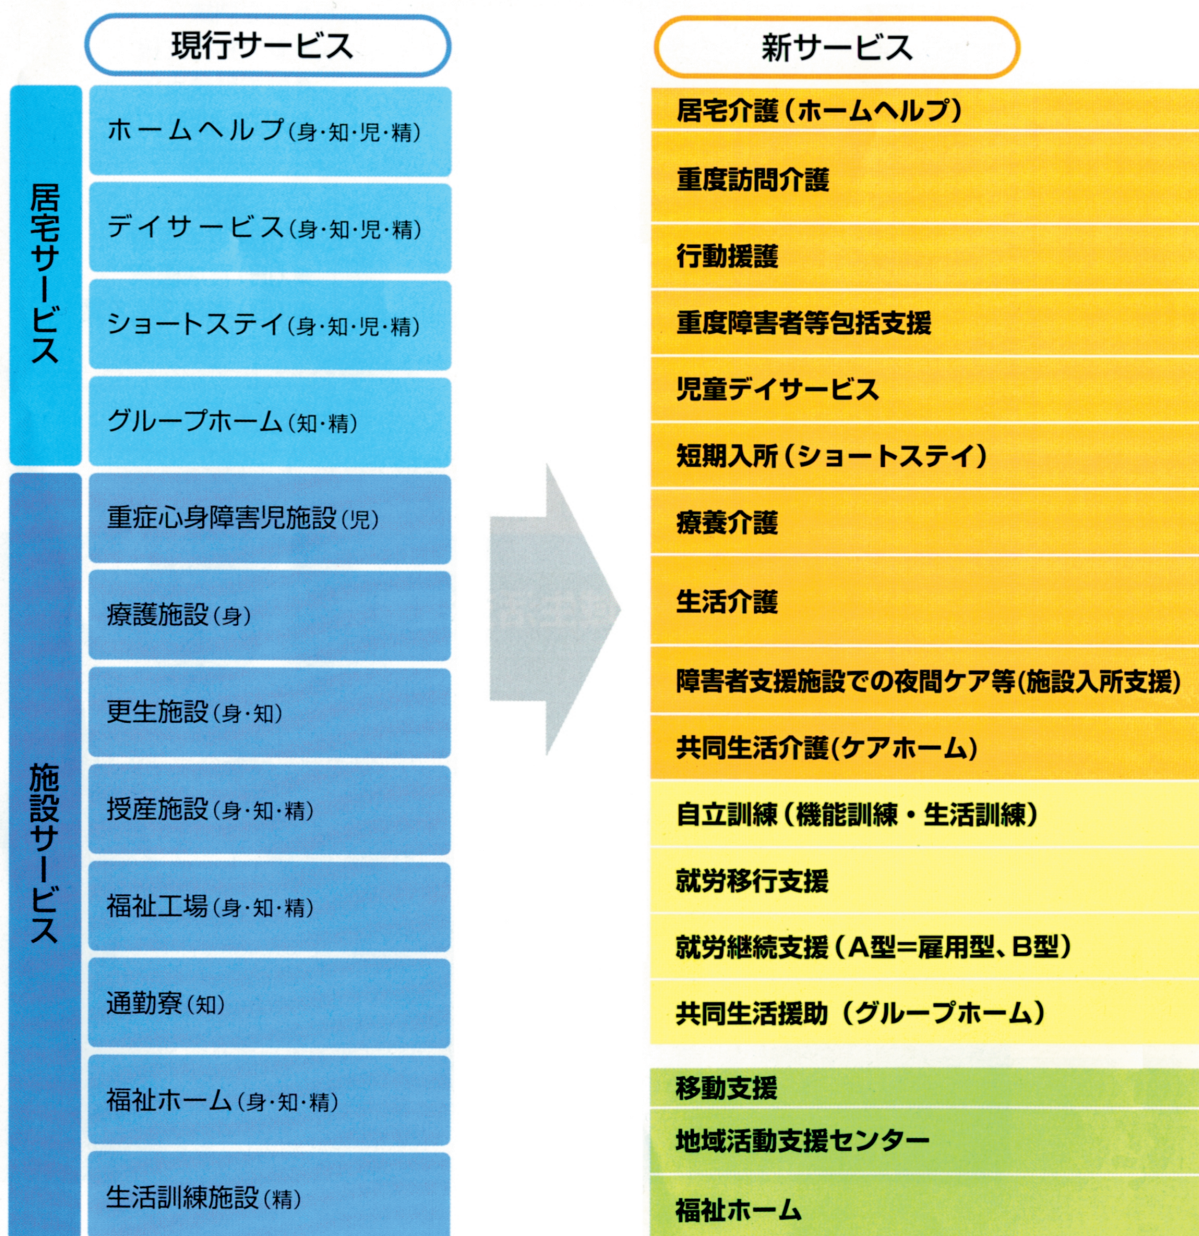 現行サービス
居宅サービス
ホームヘルプ(身・知・児・精)
デイサービス(身・知・児・精)
ショートステイ(身・知・児・精)
グループホーム(知・精)
施設サービス
重症心身障害児施設(児)
療護施設(身)
更生施設(身・知)
授産施設(身・知・精)
福祉工場(身・知・精)
通勤寮(知)
福祉ホーム(身・知・精)
生活訓練施設(精)
新サービス
居宅介護(ホームヘルプ)
重度訪問介護
行動援護
重度障害者等包括支援
児童デイサービス
短期入所(ショートステイ)
療養介護
生活介護
障害者支援施設での夜間ケア等(施設入所支援)
共同生活介護(ケアホーム)
自立訓練(機能訓練・生活訓練)
就労移行支援
就労継続支援(A型=雇用型、B型)
共同生活援助(グループホーム)
移動支援
地域活動支援センター
福祉ホーム